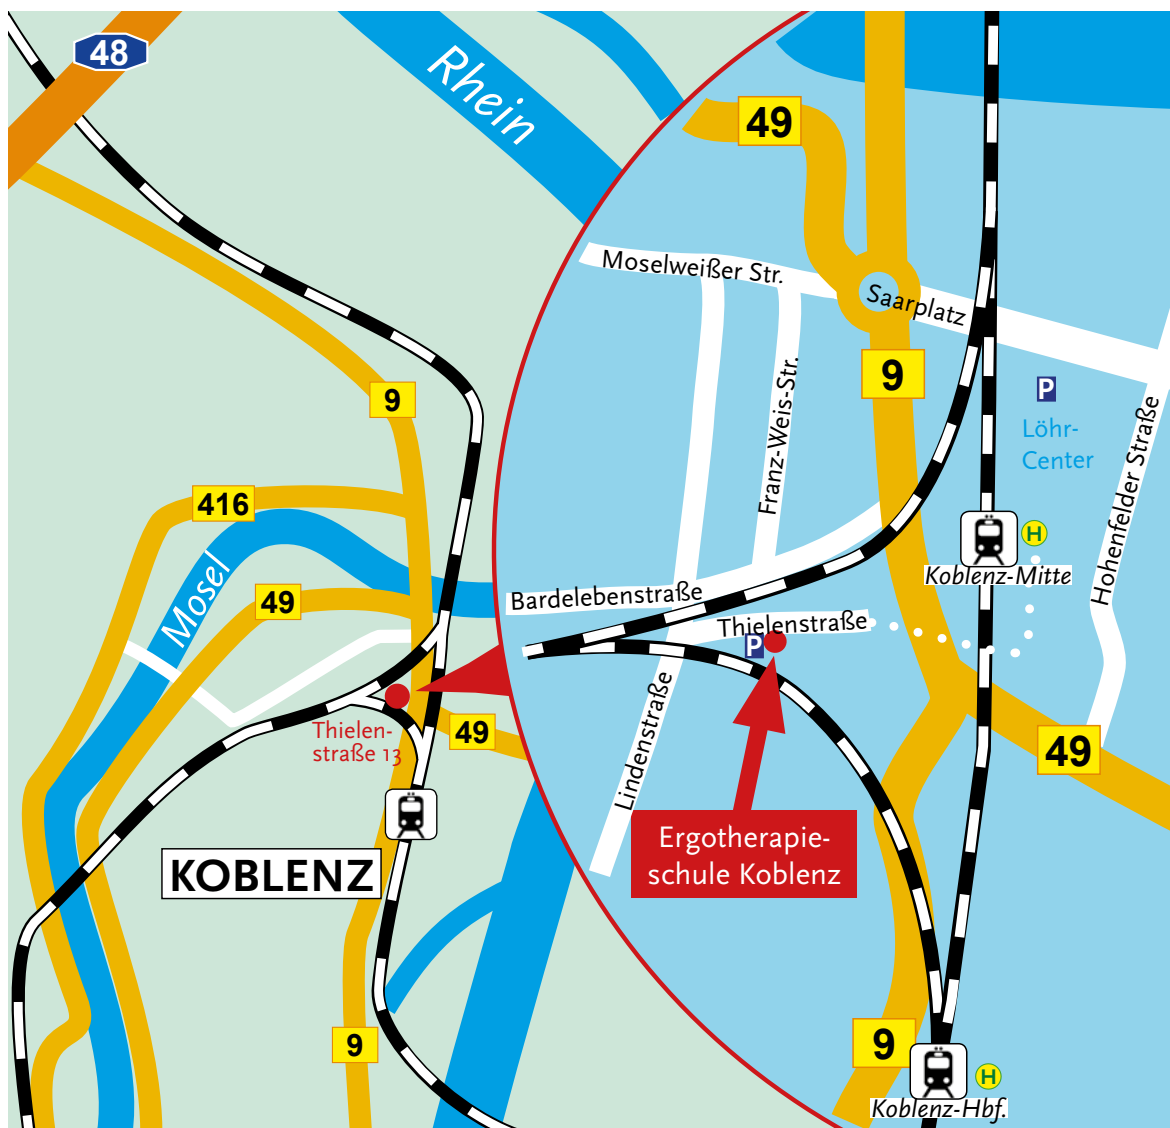 48
Rhein
49
Moselweißer Str.
Saarplatz
9
9
P
Löhr-
Center
Franz-Weis-Str.
Hohenfelder Straße
416
H
Koblenz-Mitte
Mosel
49
Bardelebenstraße
Thielenstraße
P
Lindenstraße
Thielen-
straße 13
49
49
Ergotherapie-
schule Koblenz
KOBLENZ
9
9
H
Koblenz-Hbf.